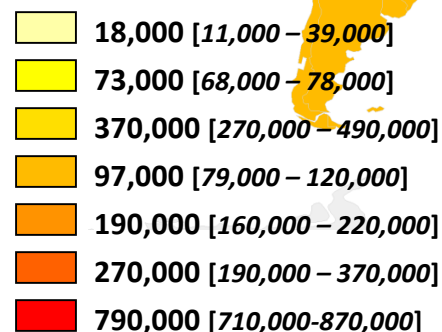 18,000 [11,000 – 39,000]
73,000 [68,000 – 78,000]
370,000 [270,000 – 490,000]
97,000 [79,000 – 120,000]
190,000 [160,000 – 220,000]
270,000 [190,000 – 370,000]
790,000 [710,000-870,000]